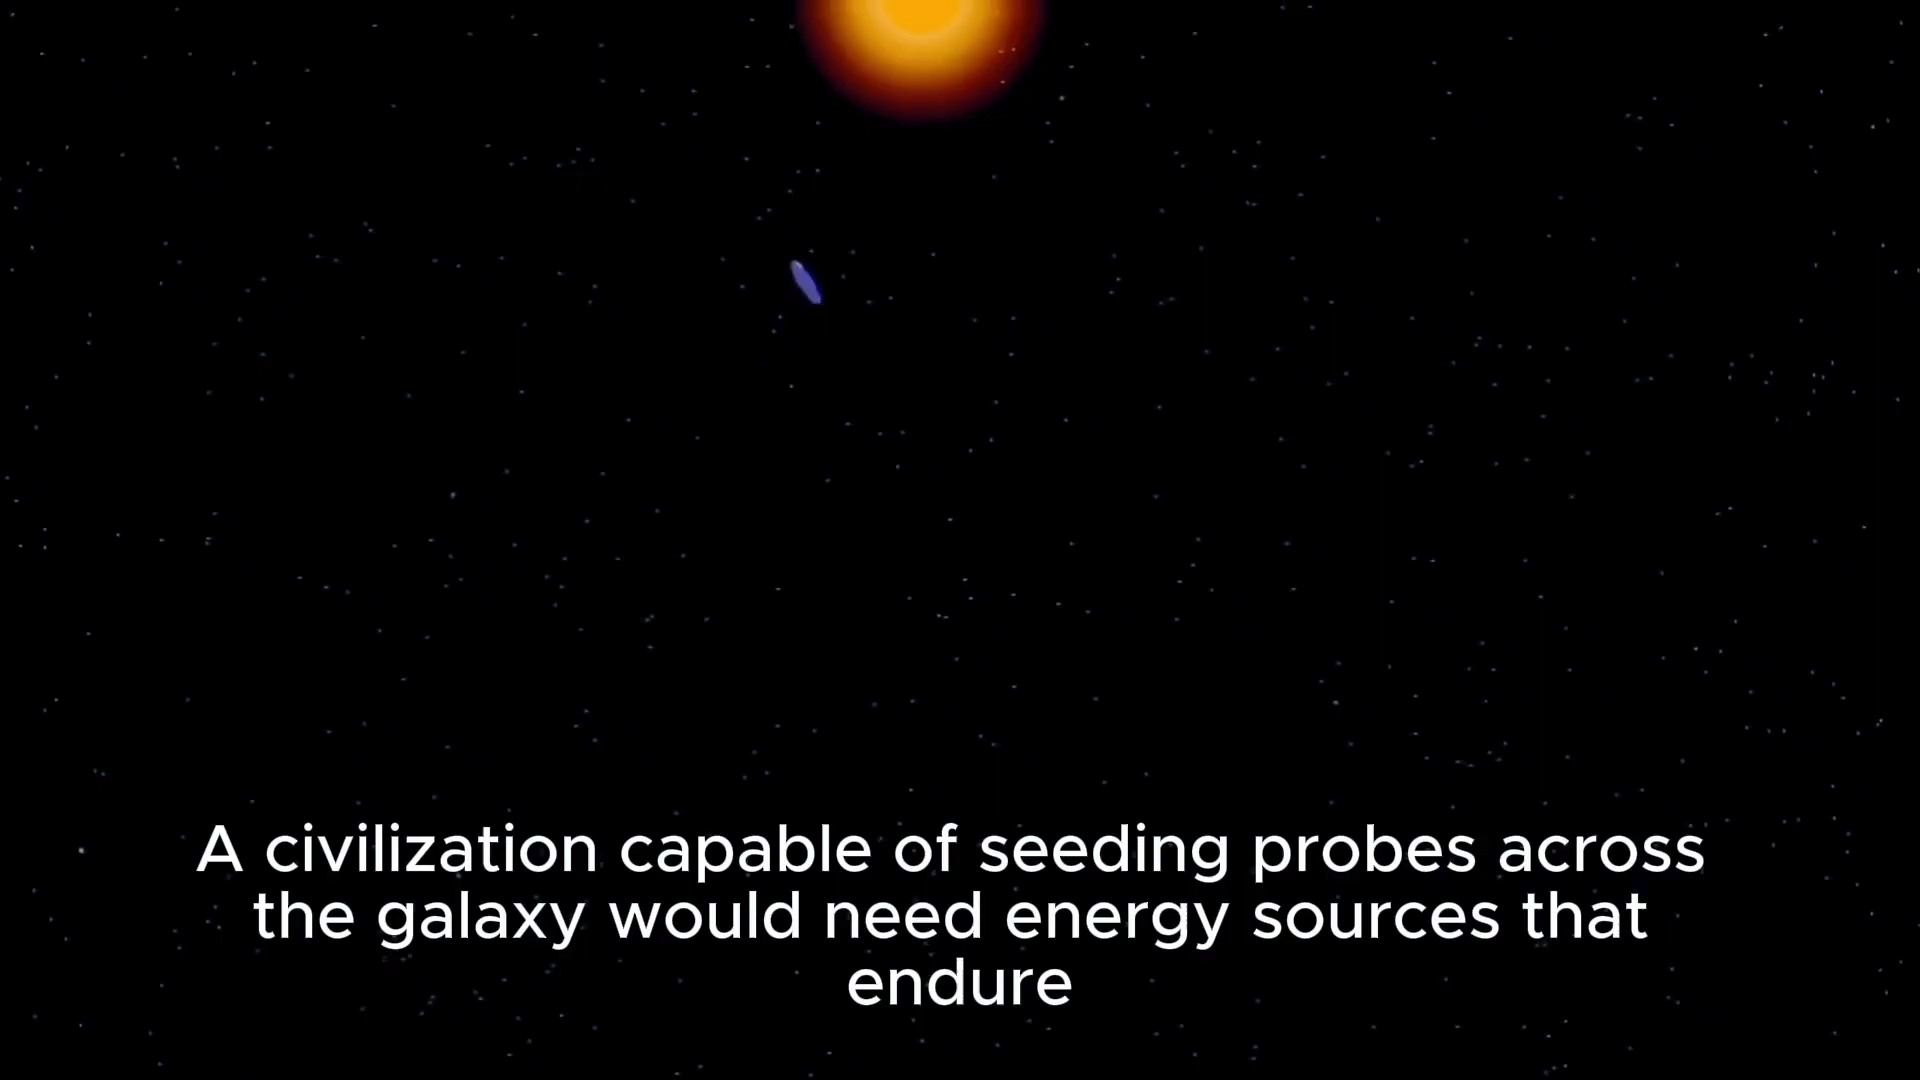 A civilization capable of seeding probes across
the galaxy would need energy sources that
endure